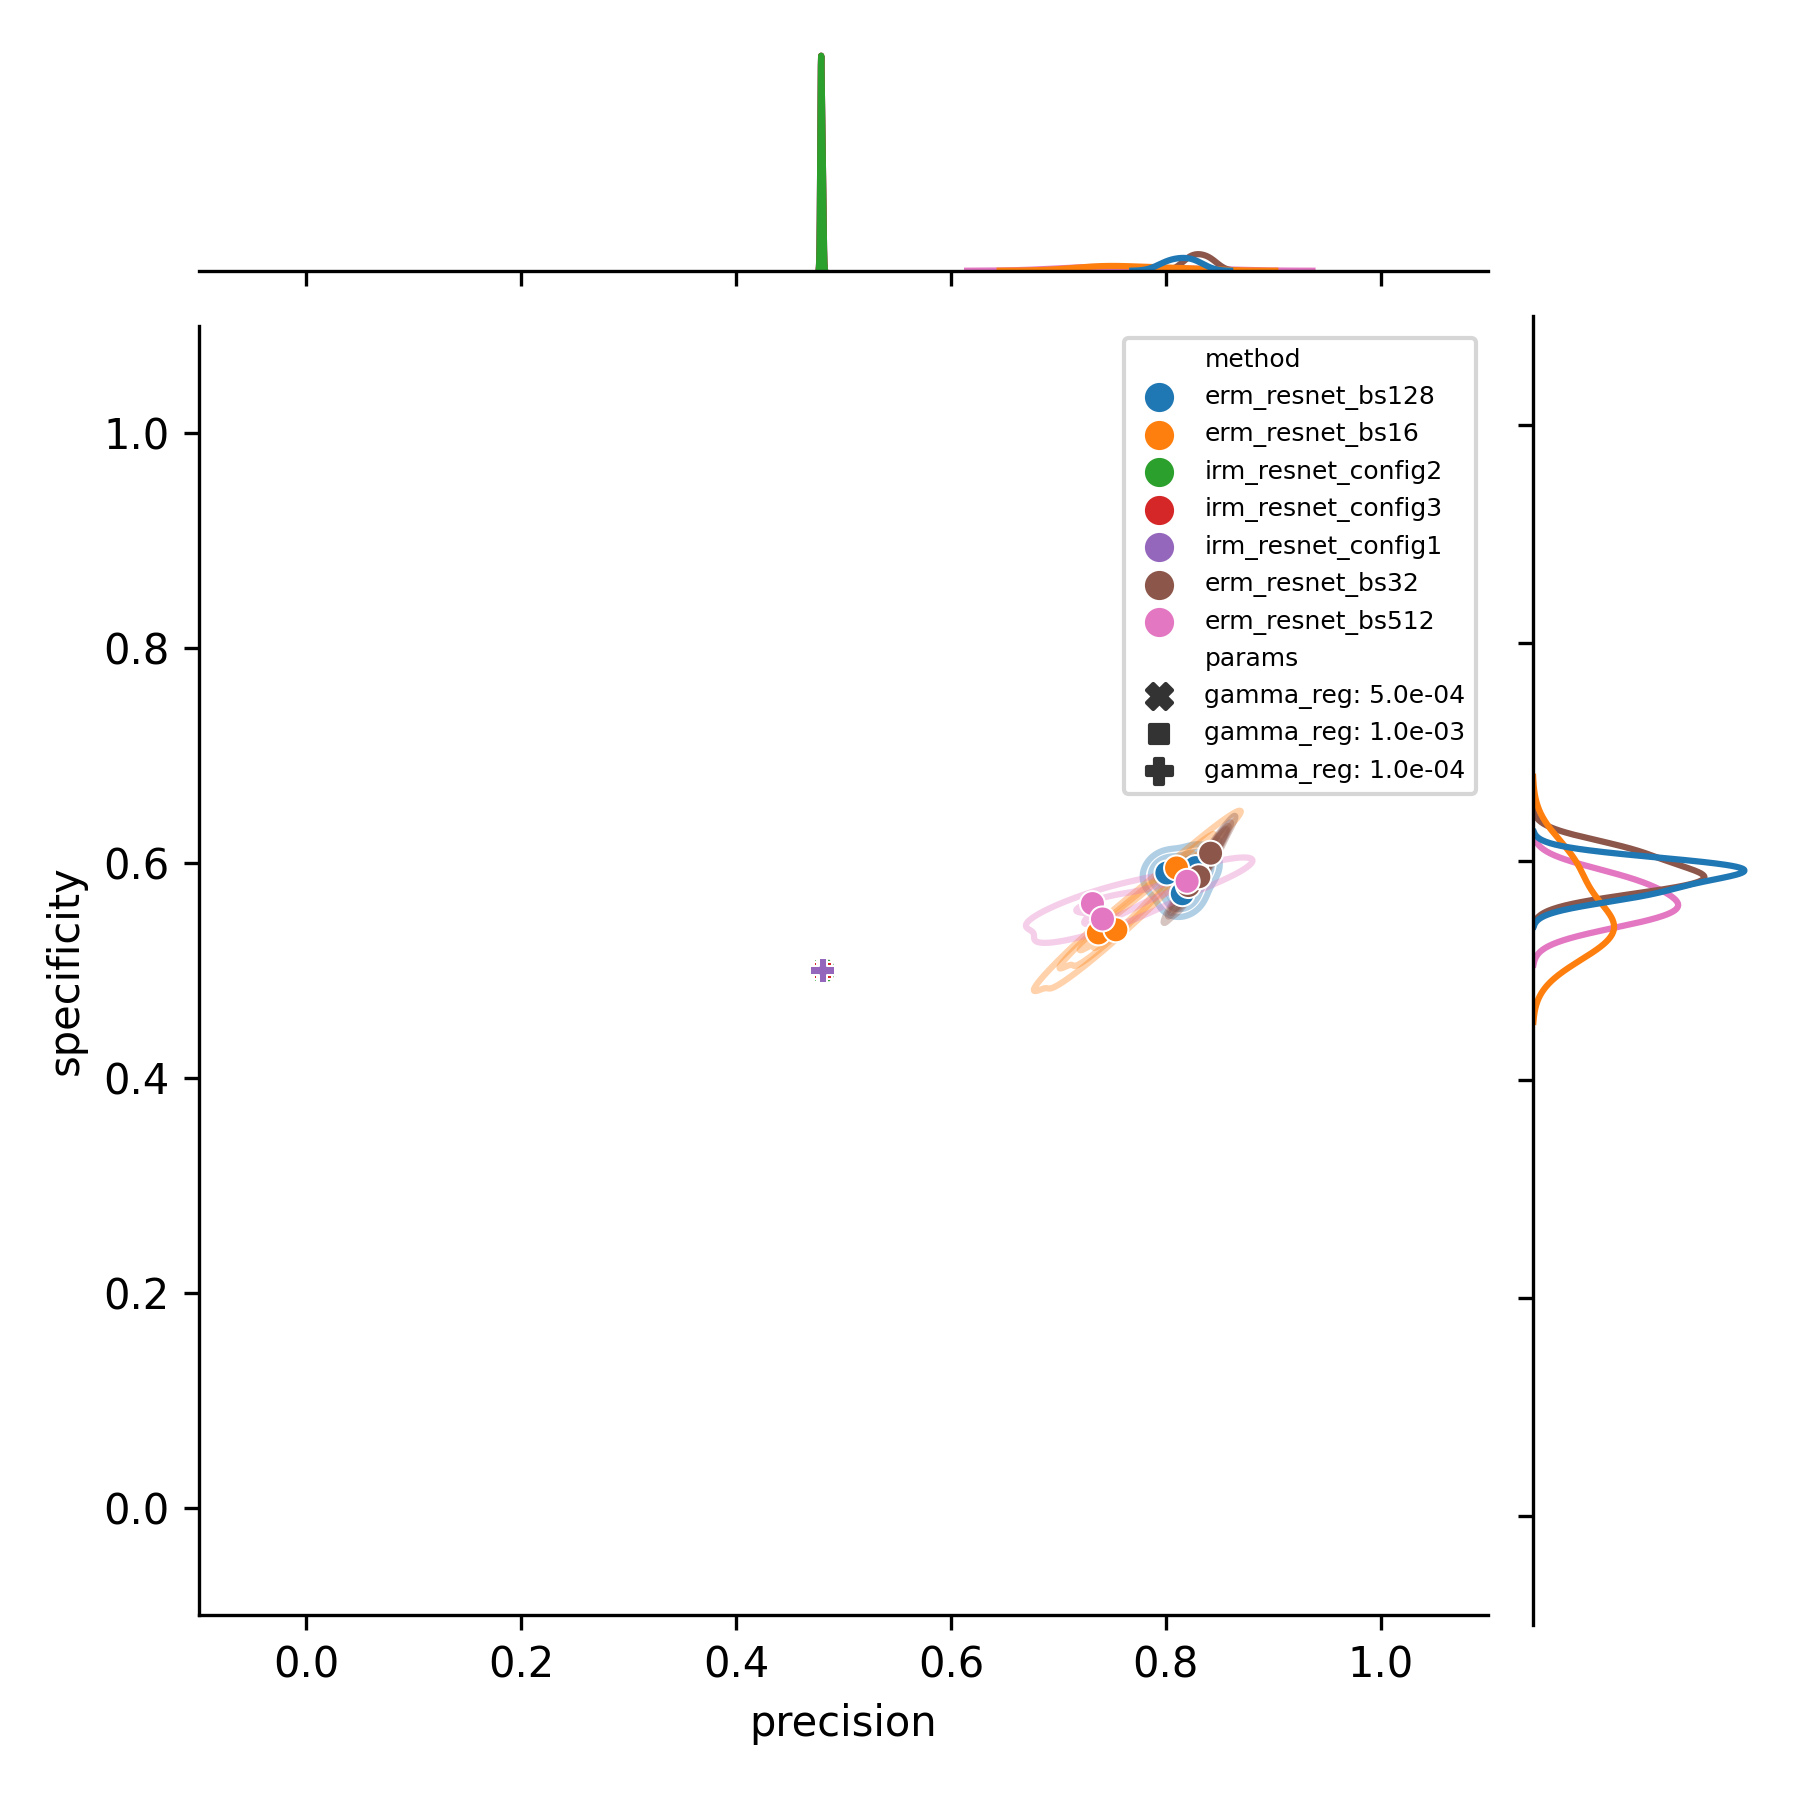 method
erm_resnet_bs128
erm_resnet_bs16
irm_resnet_config2
irm_resnet_config3
irm_resnet_config1
erm_resnet_bs32
erm_resnet_bs512
params
gamma_reg: 5.0e-04
gamma_reg: 1.0e-03
gamma_reg: 1.0e-04
specificity
1.0
0.8
0.6
0.4
0.2
0.0
0.0 0.2 0.4 0.6 0.8 1.0
precision